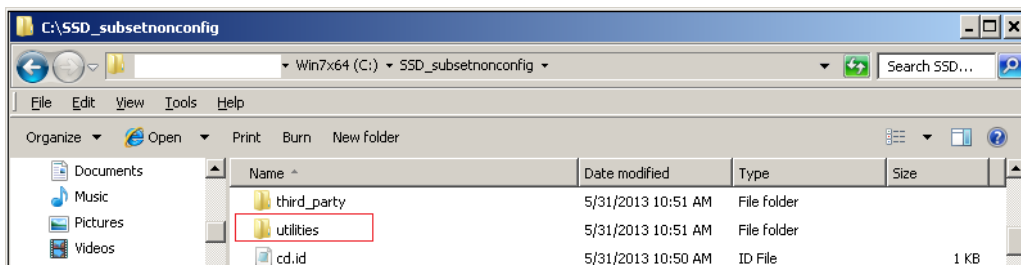 C:\SSD_subsetnonconfig
Win7x64 (C:) SSD_subsetnonconfig Search SSD...
File Edit View Tools Help
Organize Open Print Burn New folder
Documents Name Date modified Type Size
Music third_party 5/31/2013 10:51 AM File folder
Pictures utilities 5/31/2013 10:51 AM File folder
Videos cd.id 5/31/2013 10:50 AM ID File 1 KB